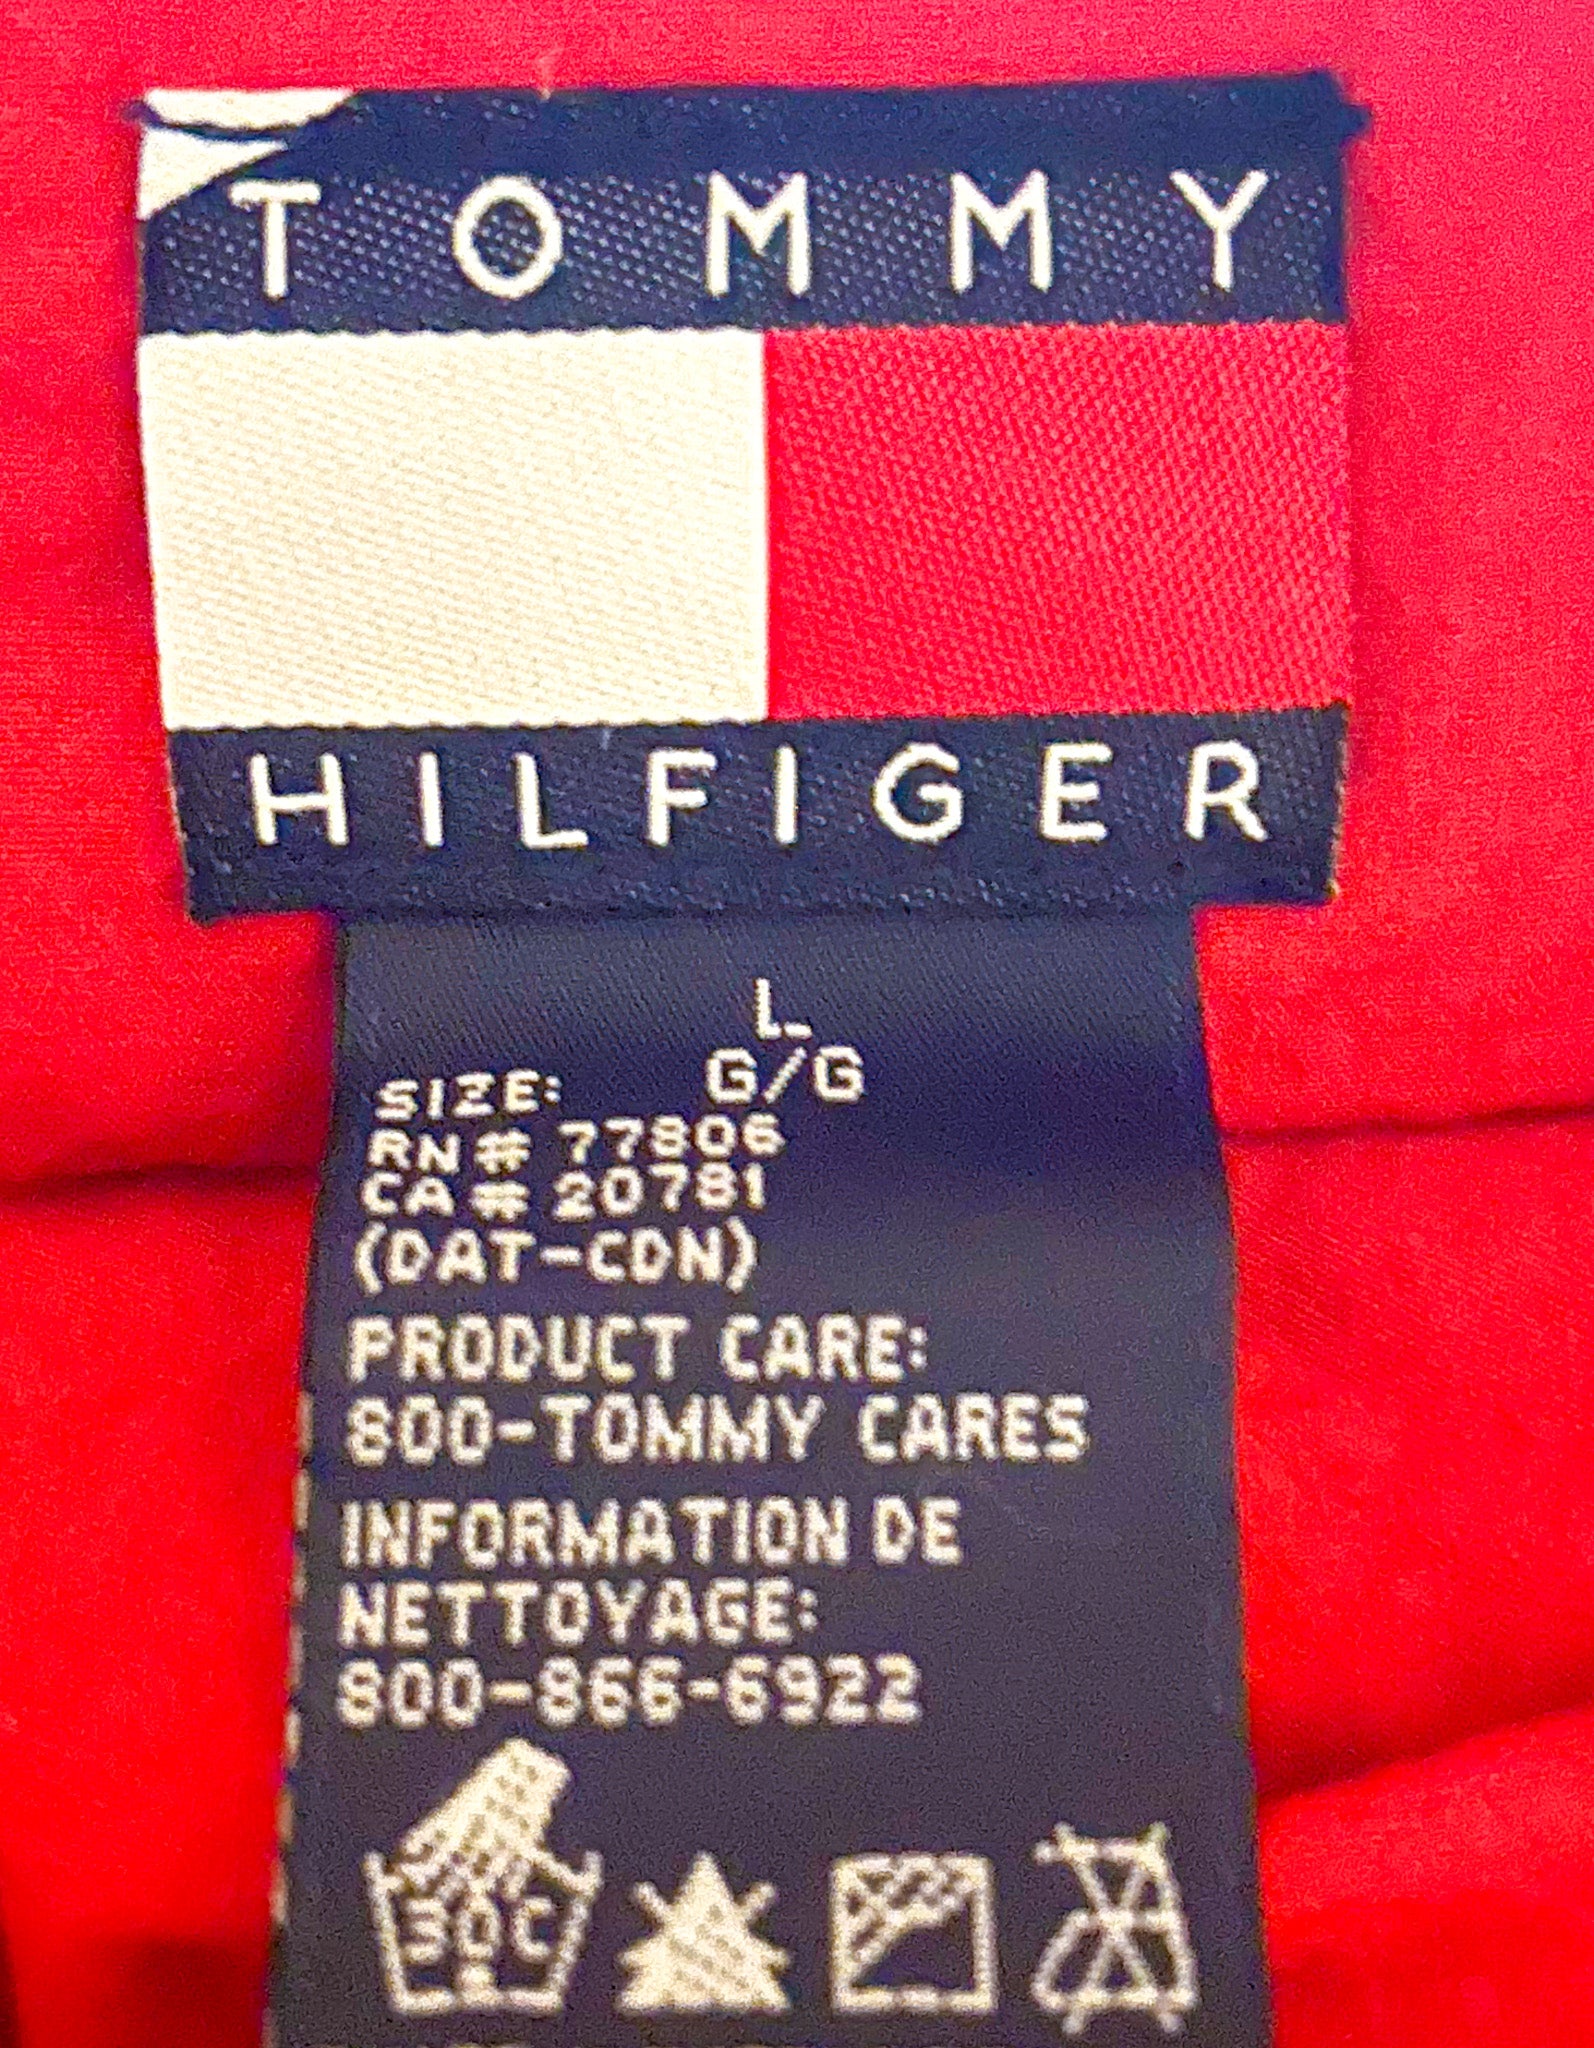 TOMMY
HILFIGER
L
SIZE: G/G
RN# 77806
CA# 20781
(DAT-CDN)
PRODUCT CARE:
800-TOMMY CARES
INFORMATION DE
NETTOYAGE:
800-866-6922
30C